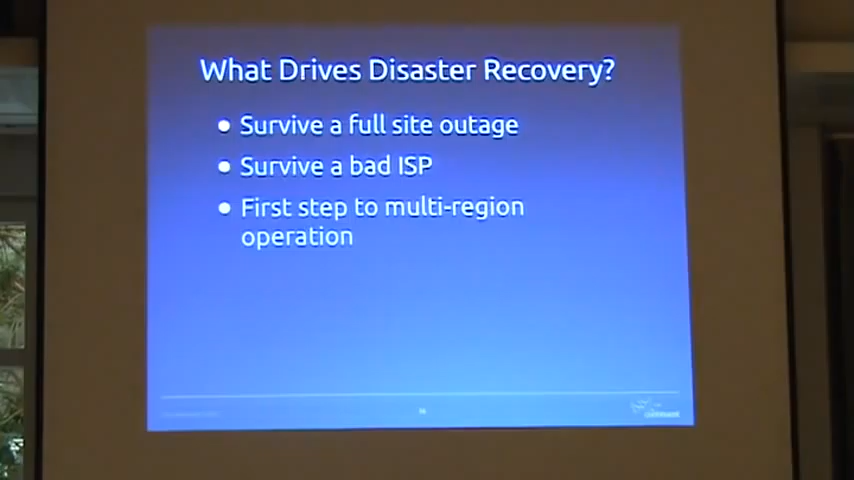 What Drives Disaster Recovery?
Survive a full site outage
Survive a bad ISP
First step to multi-region
operation